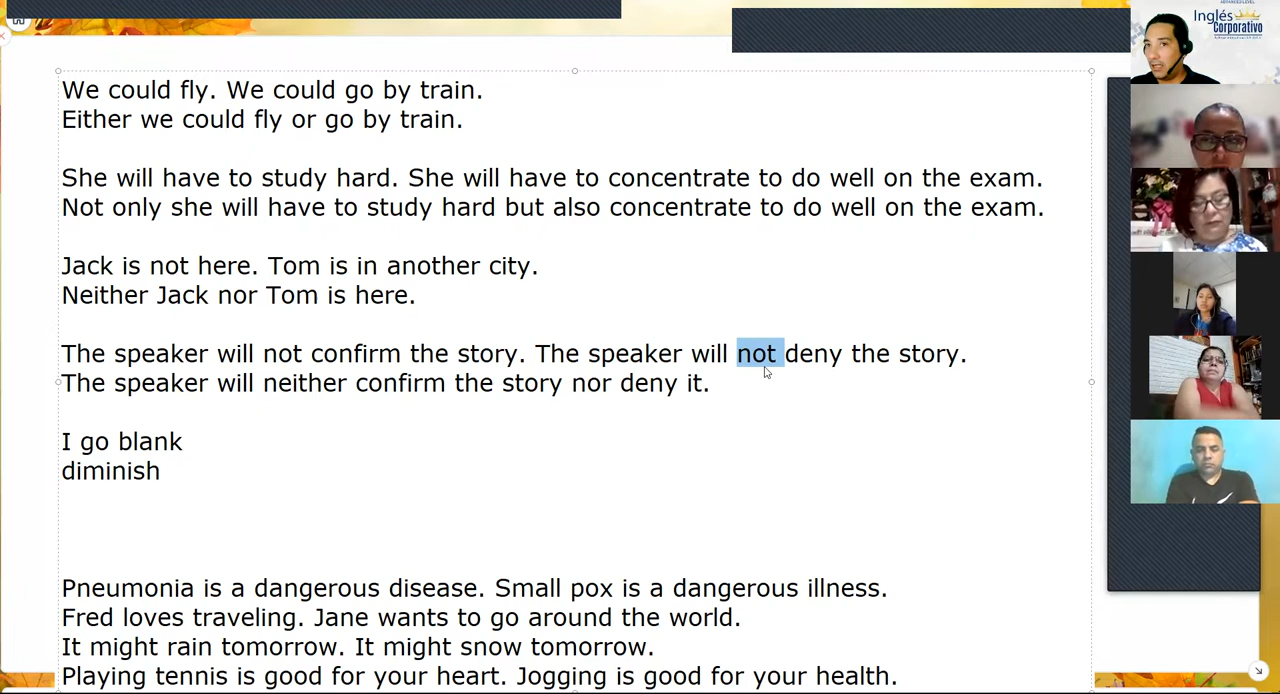 We could fly. We could go by train.
Either we could fly or go by train.
She will have to study hard. She will have to concentrate to do well on the exam.
Not only she will have to study hard but also concentrate to do well on the exam.
Jack is not here. Tom is in another city.
Neither Jack nor Tom is here.
The speaker will not confirm the story. The speaker will not deny the story.
The speaker will neither confirm the story nor deny it.
I go blank
diminish
Pneumonia is a dangerous disease. Small pox is a dangerous illness.
Fred loves traveling. Jane wants to go around the world.
It might rain tomorrow. It might snow tomorrow.
Playing tennis is good for your heart. Jogging is good for your health.
ADVANCED LEVEL
Inglés
Corporativo